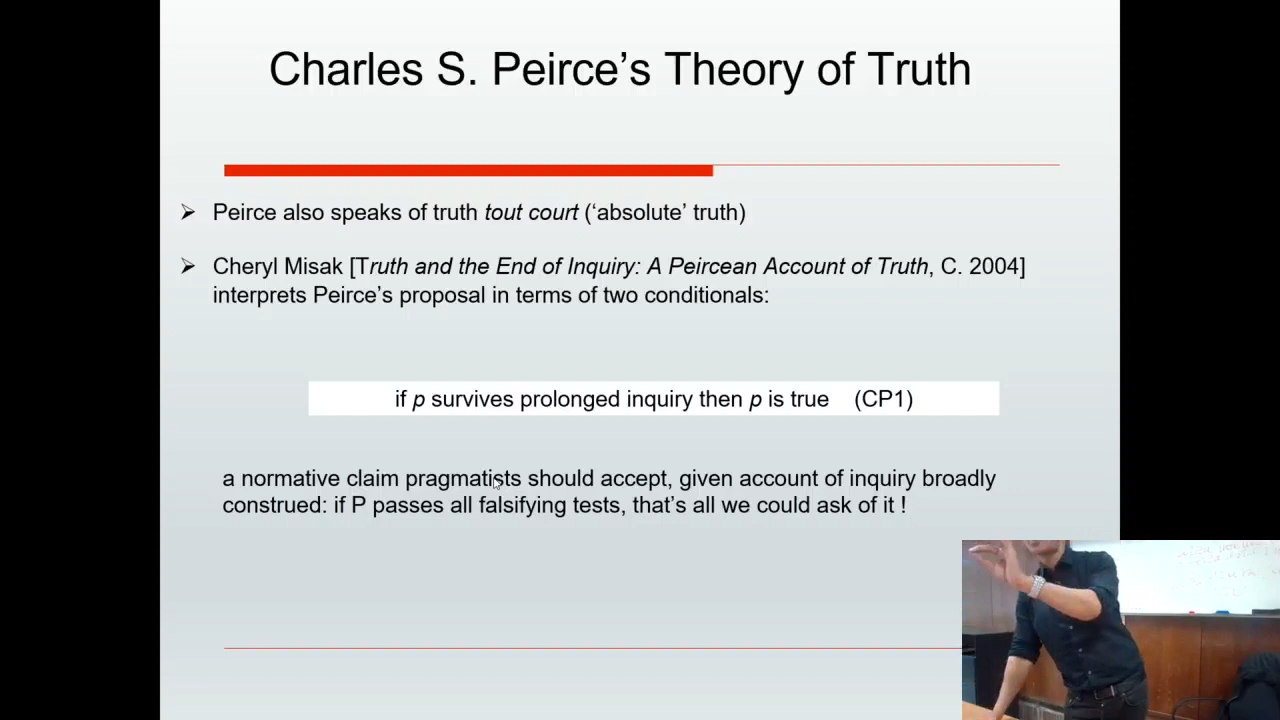 Charles S. Peirce’s Theory of Truth
Peirce also speaks of truth tout court (‘absolute’ truth)
Cheryl Misak [Truth and the End of Inquiry: A Peircean Account of Truth, C. 2004]
interprets Peirce’s proposal in terms of two conditionals:
if p survives prolonged inquiry then p is true (CP1)
a normative claim pragmatists should accept, given account of inquiry broadly
construed: if P passes all falsifying tests, that’s all we could ask of it !